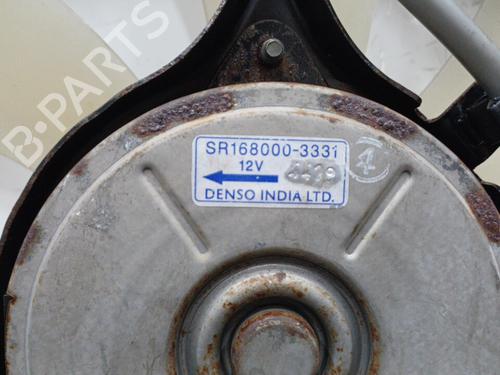 B-PARTS
SR168000-3331
12V
DENSO INDIA LTD.